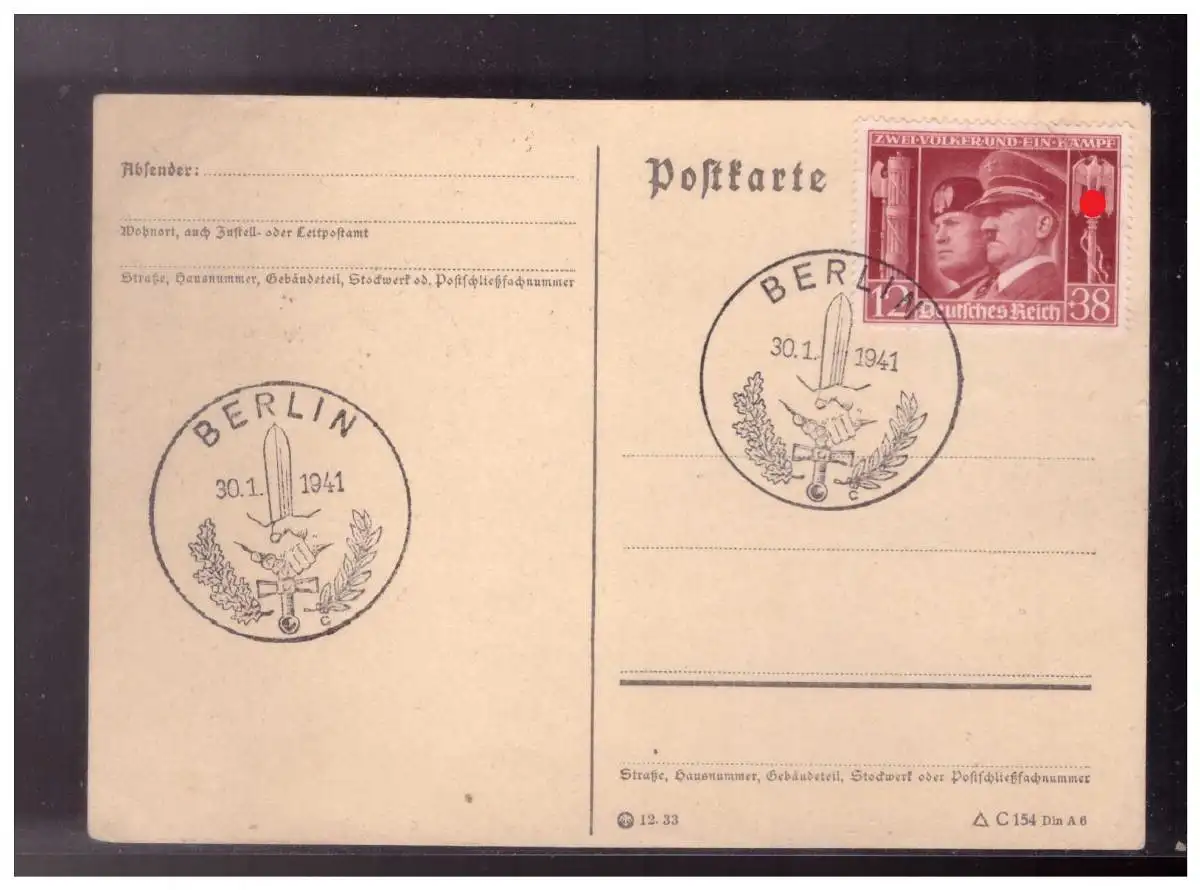 Absender:
Wohnort, auch Zustell- oder Leitpostamt
Straße, Hausnummer, Gebäudeteil, Stockwerk od. Postschließfachnummer
BERLIN
30.1. 1941
C
Postkarte
ZWEI·VÖLKER·UND·EIN·KAMPF
12 Deutsches Reich +38
BERLIN
30.1. 1941
C
Straße, Hausnummer, Gebäudeteil, Stockwerk oder Postschließfachnummer
12.33
C 154 Din A 6